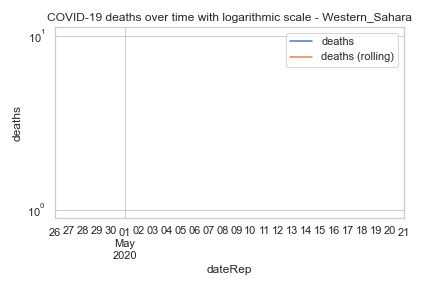 COVID-19 deaths over time with logarithmic scale - Western_Sahara
deaths
deaths (rolling)
10¹
10⁰
deaths
26 27 28 29 30 01 02 03 04 05 06 07 08 09 10 11 12 13 14 15 16 17 18 19 20 21
May
2020
dateRep